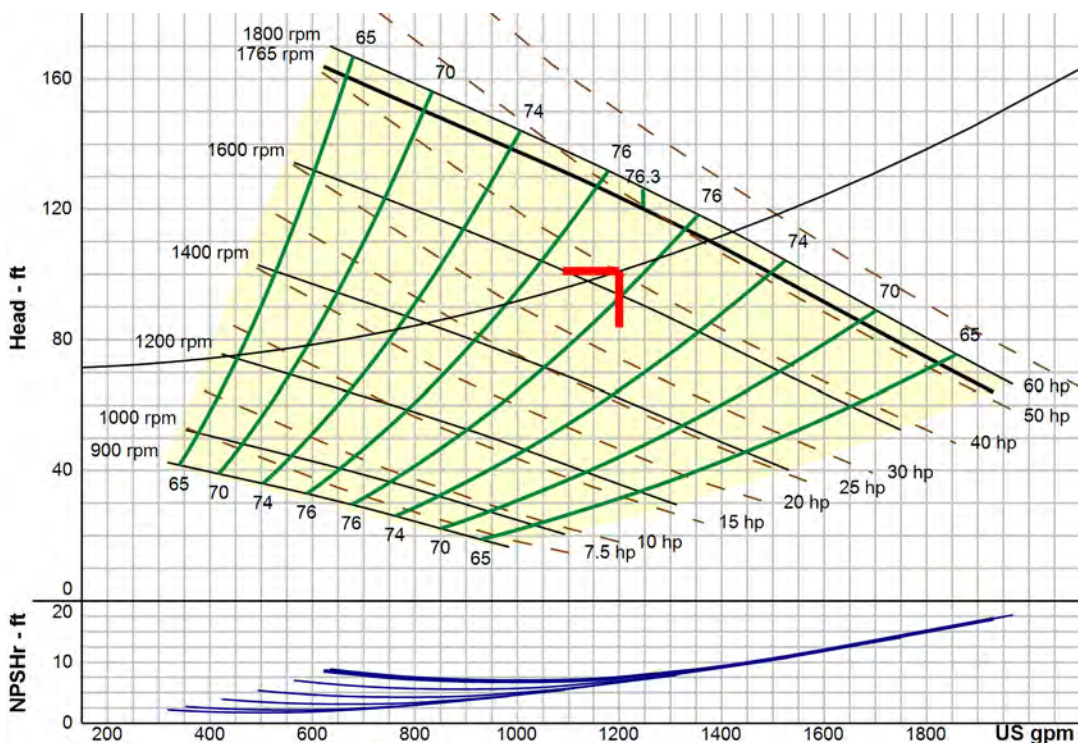 1800 rpm
65
1765 rpm
70
160
74
1600 rpm
76
76.3
76
120
1400 rpm
74
70
Head - ft
80
1200 rpm
65
60 hp
50 hp
1000 rpm
40 hp
900 rpm
30 hp
40
25 hp
65
70
74
76
76
74
70
65
20 hp
15 hp
10 hp
7.5 hp
0
20
NPSHr - ft
10
0
200
400
600
800
1000
1200
1400
1600
1800
US gpm